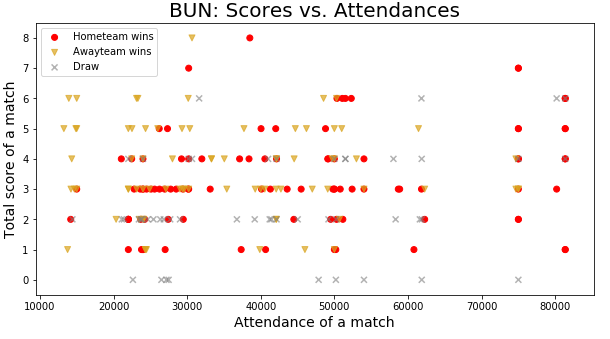 BUN: Scores vs. Attendances
Hometeam wins
Awayteam wins
Draw
Total score of a match
8
7
6
5
4
3
2
1
0
10000 20000 30000 40000 50000 60000 70000 80000
Attendance of a match